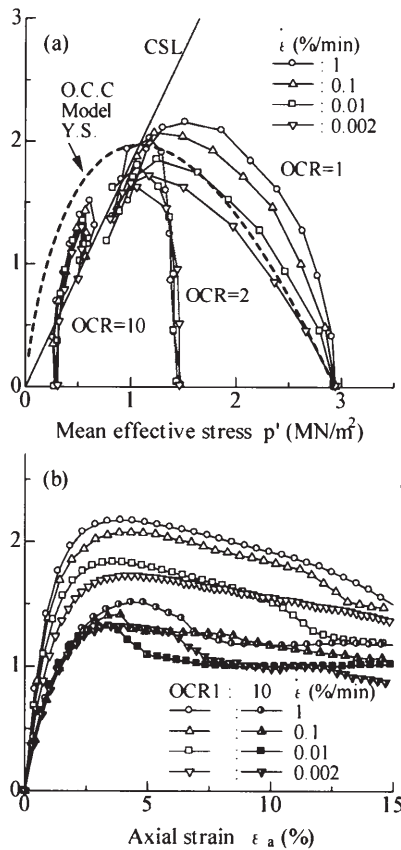 (a)
CSL
ε̇ (%/min)
: 1
: 0.1
: 0.01
: 0.002
O.C.C
Model
Y.S.
OCR=1
OCR=2
OCR=10
3
2
1
0
0 1 2 3
Mean effective stress p' (MN/m²)
(b)
2
1
0
OCR1 : 10 ε̇ (%/min)
: 1
: 0.1
: 0.01
: 0.002
0 5 10 15
Axial strain ε a (%)